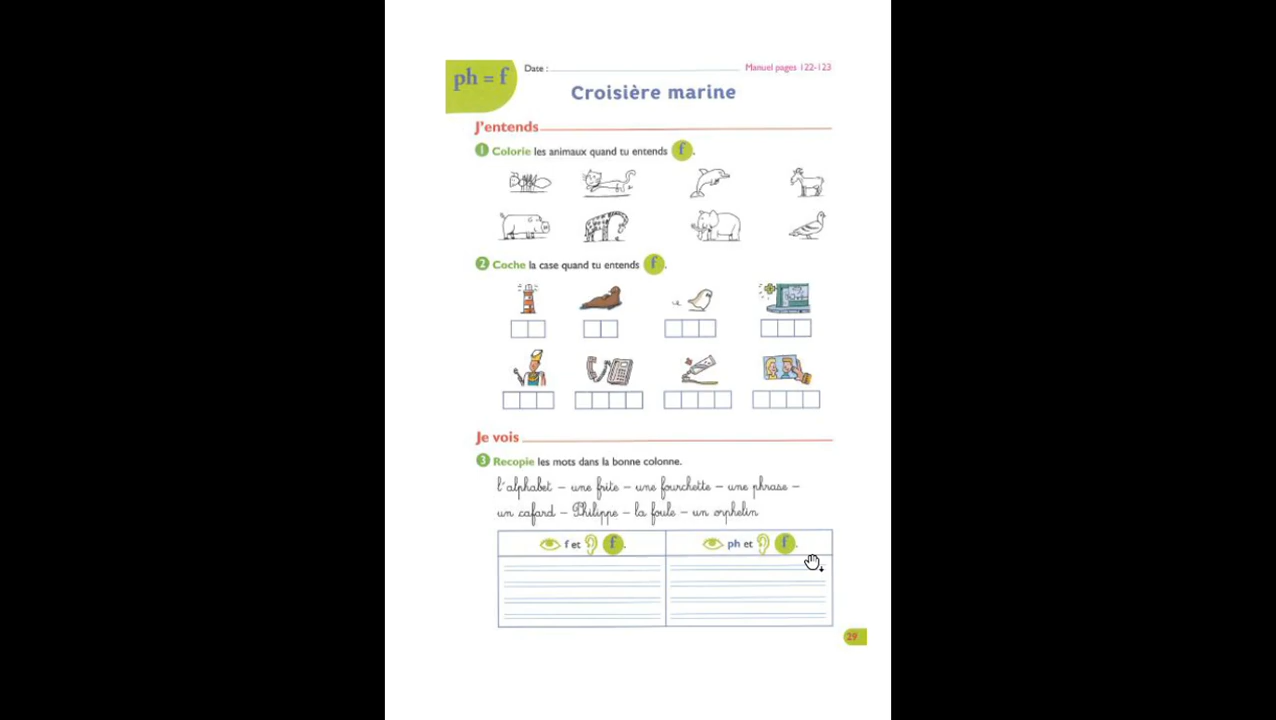 ph = f
Date :
Manuel pages 122-123
Croisière marine
J'entends
1 Colorie les animaux quand tu entends f.
2 Coche la case quand tu entends f.
Je vois
3 Recopie les mots dans la bonne colonne.
l'alphabet – une frite – une fourchette – une phrase –
un cafard – Philippe – la foule – un orphelin
f et f.
ph et f.
29